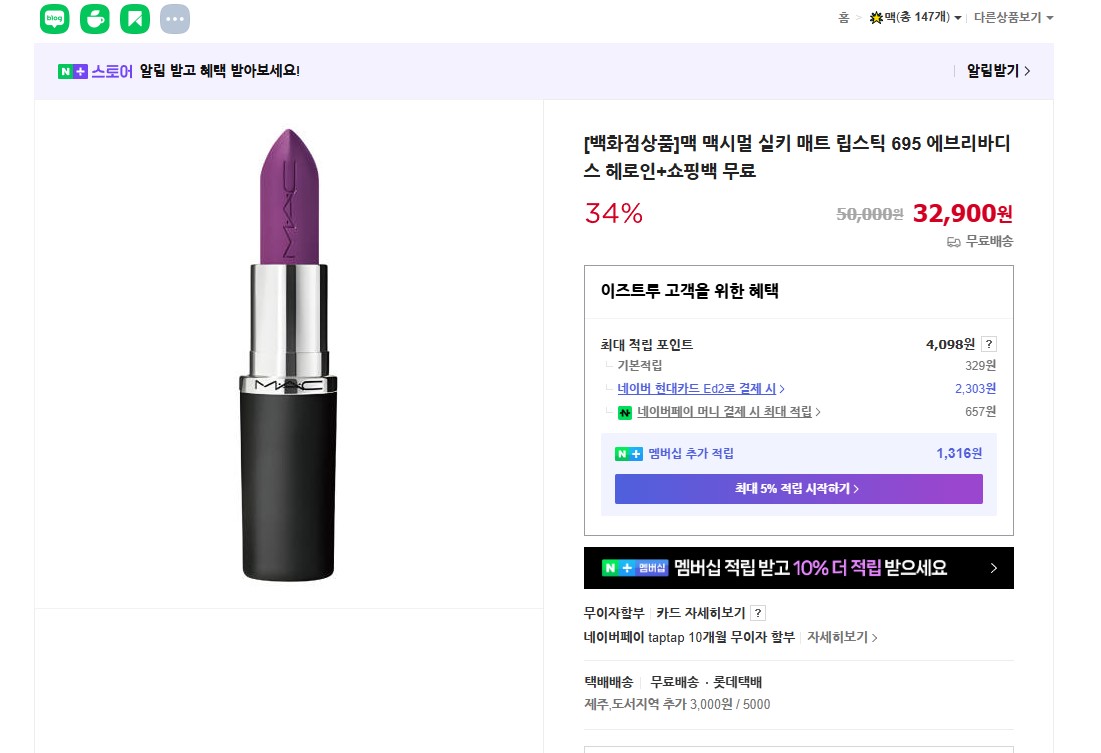 blog
홈 > 맥(총 147개) 다른상품보기
N+ 스토어 알림 받고 혜택 받아보세요! 알림받기 >
MAC
MAC
[백화점상품]맥 맥시멀 실키 매트 립스틱 695 에브리바디
스 헤로인+쇼핑백 무료
34% 50,000원 32,900원
무료배송
이즈트루 고객을 위한 혜택
최대 적립 포인트 4,098원 ?
기본적립 329원
네이버 현대카드 Ed2로 결제 시 > 2,303원
N 네이버페이 머니 결제 시 최대 적립 > 657원
N+ 멤버십 추가 적립 1,316원
최대 5% 적립 시작하기 >
N+ 멤버십 멤버십 적립 받고 10% 더 적립 받으세요 >
무이자할부 카드 자세히보기 ?
네이버페이 taptap 10개월 무이자 할부 자세히보기 >
택배배송 무료배송 · 롯데택배
제주,도서지역 추가 3,000원 / 5000